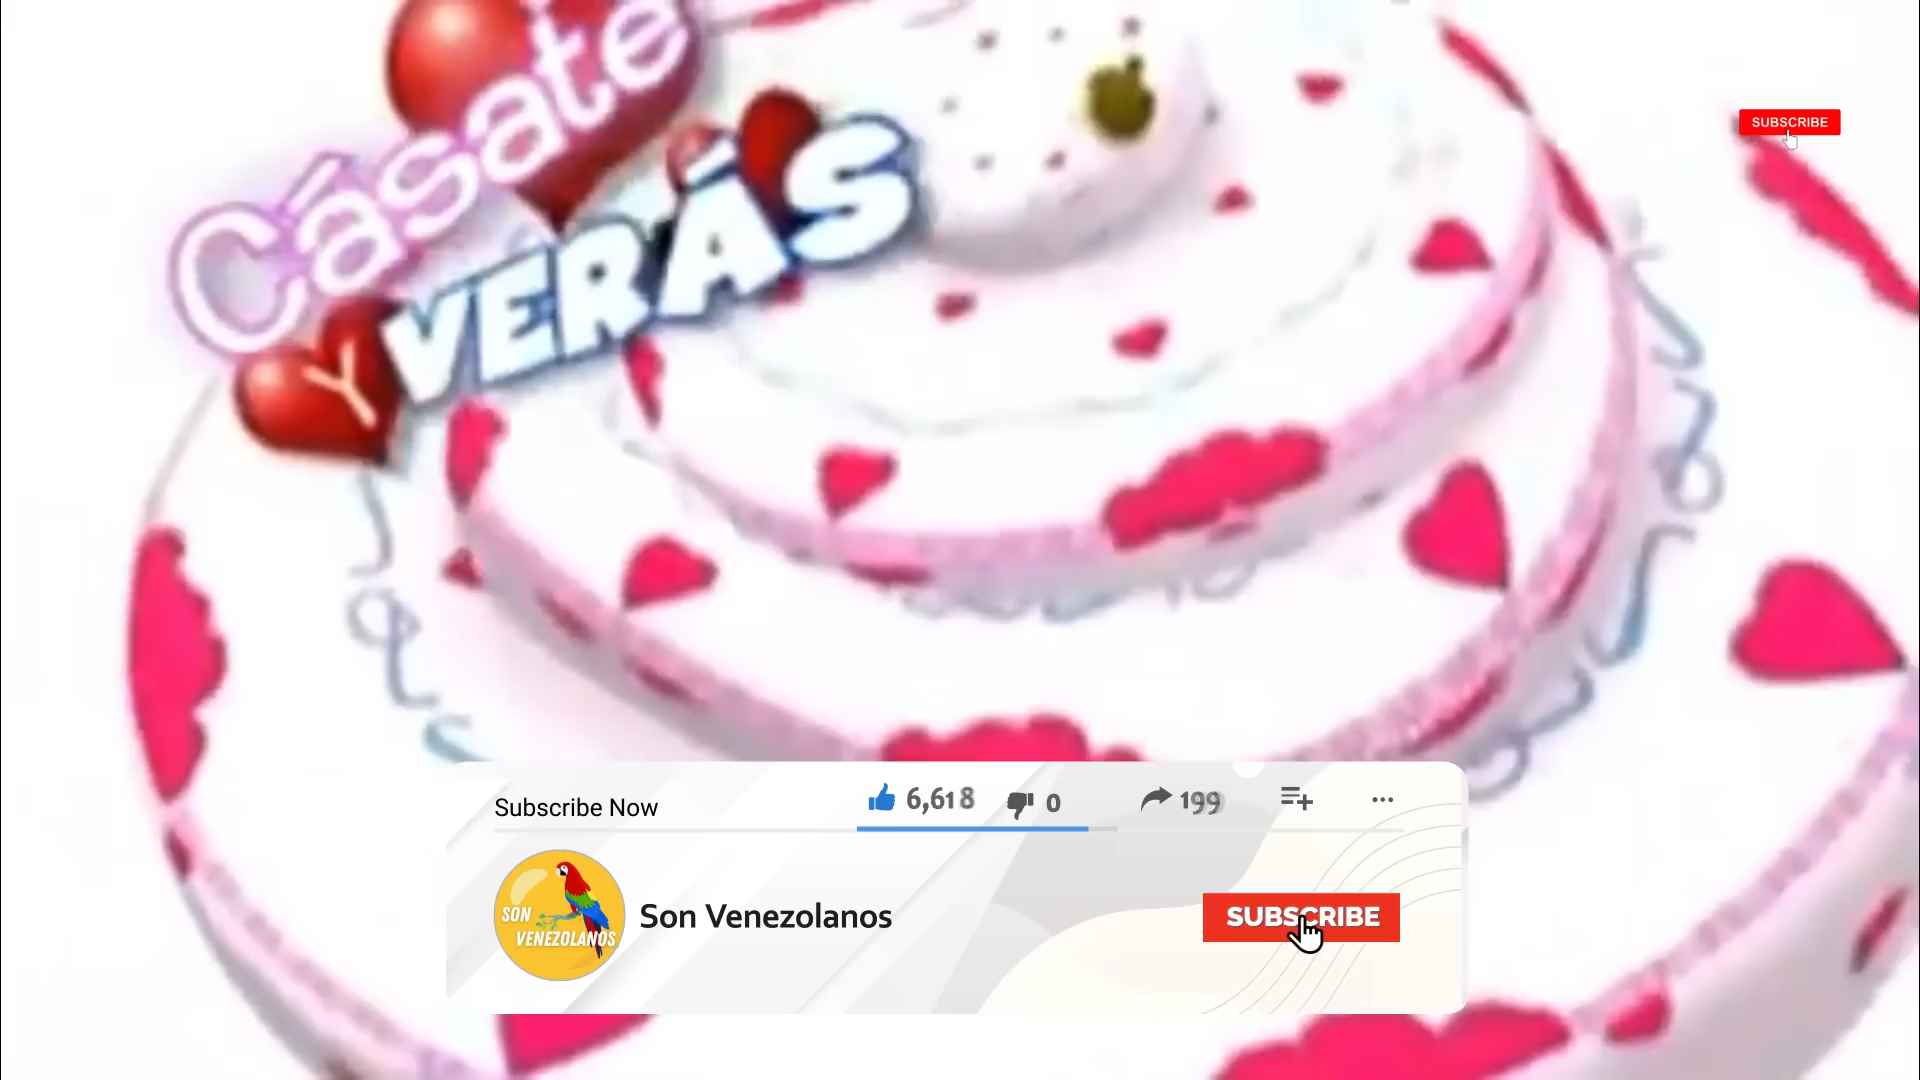 Cásate
Y VERÁS
SUBSCRIBE
Subscribe Now
6,618
0
199
SON
VENEZOLANOS
Son Venezolanos
SUBSCRIBE